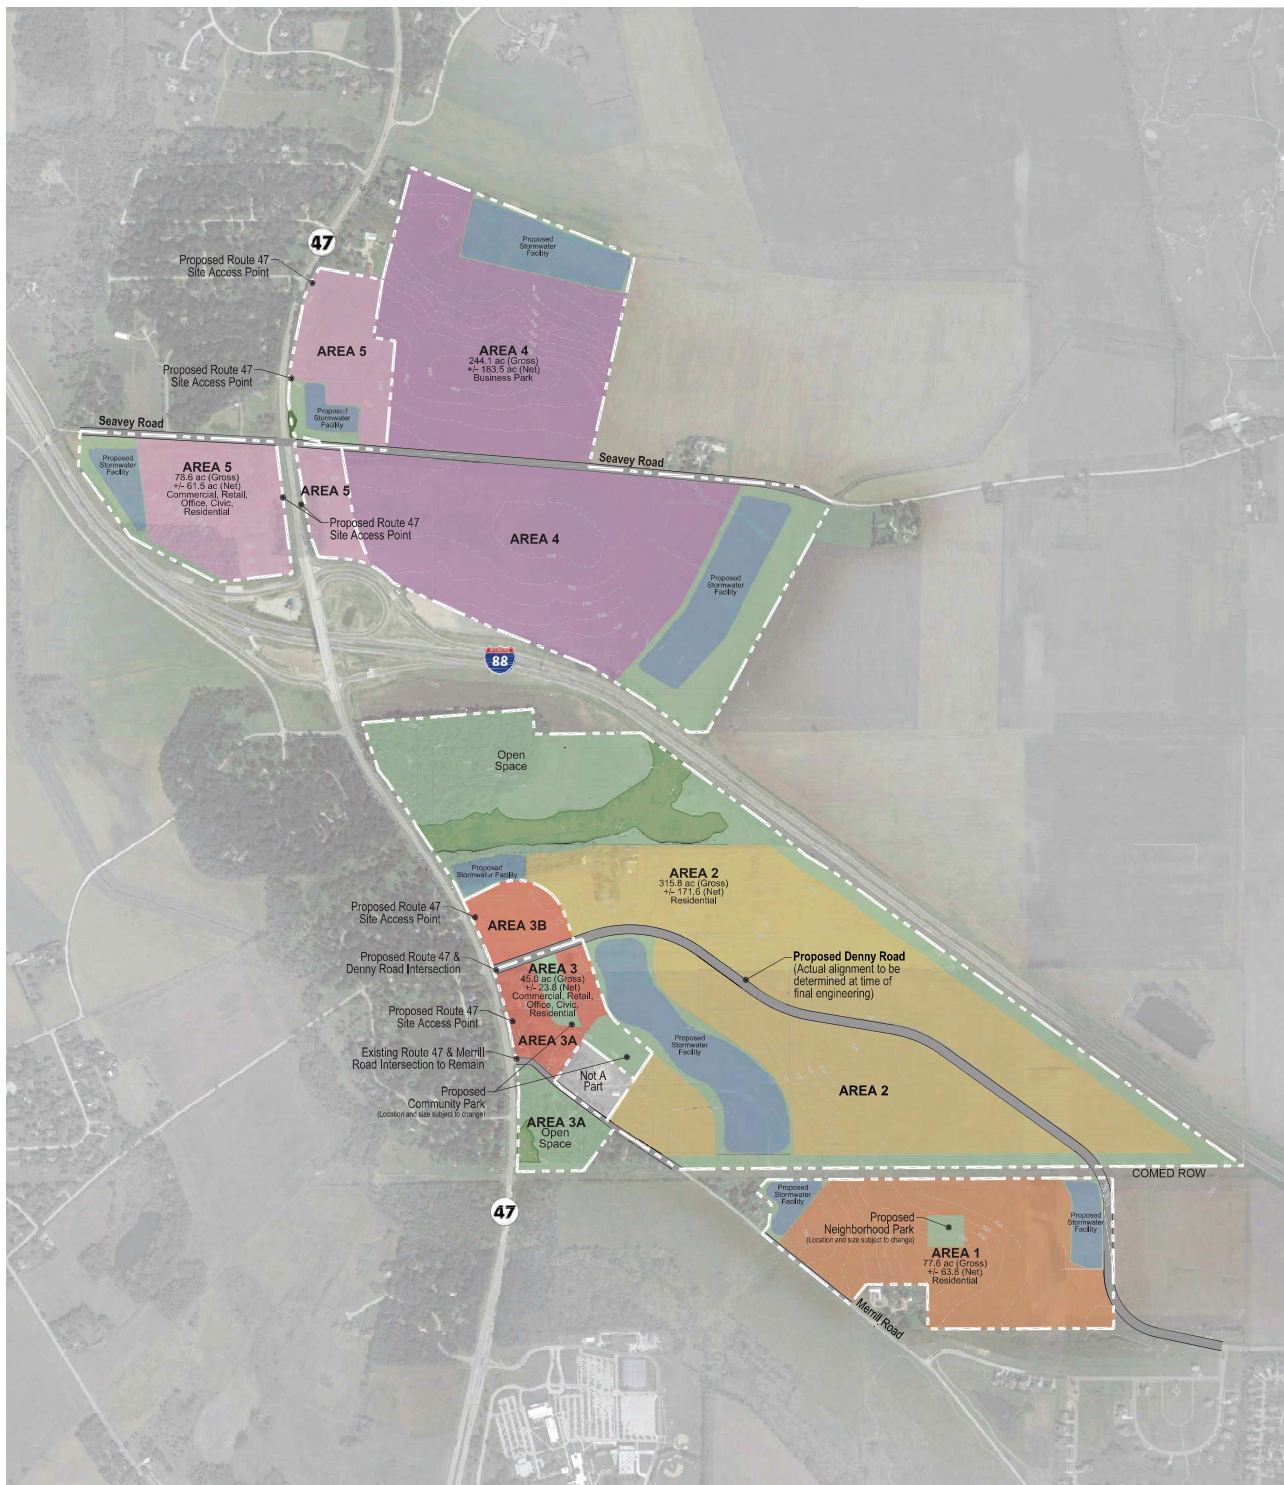 47
Proposed Route 47
Site Access Point
Proposed
Stormwater
Facility
AREA 5
AREA 4
244.1 ac (Gross)
+/- 183.5 ac (Net)
Business Park
Proposed Route 47
Site Access Point
Proposed
Stormwater
Facility
Seavey Road
Seavey Road
Proposed
Stormwater
Facility
AREA 5
78.6 ac (Gross)
+/- 61.5 ac (Net)
Commercial, Retail,
Office, Civic,
Residential
AREA 5
Proposed Route 47
Site Access Point
AREA 4
Proposed
Stormwater
Facility
88
Open
Space
Proposed
Stormwater Facility
AREA 2
315.8 ac (Gross)
+/- 171.6 (Net)
Residential
Proposed Route 47
Site Access Point
AREA 3B
Proposed Route 47 &
Denny Road Intersection
AREA 3
45.0 ac (Gross)
+/- 23.8 (Net)
Commercial, Retail,
Office, Civic,
Residential
Proposed Denny Road
(Actual alignment to be
determined at time of
final engineering)
Proposed Route 47
Site Access Point
AREA 3A
Proposed
Stormwater
Facility
Existing Route 47 & Merrill
Road Intersection to Remain
Not A
Part
Proposed
Community Park
(Location and size subject to change)
AREA 2
AREA 3A
Open
Space
COMED ROW
47
Proposed
Stormwater
Facility
Proposed
Neighborhood Park
(Location and size subject to change)
Proposed
Stormwater
Facility
AREA 1
77.6 ac (Gross)
+/- 63.8 (Net)
Residential
Merrill Road